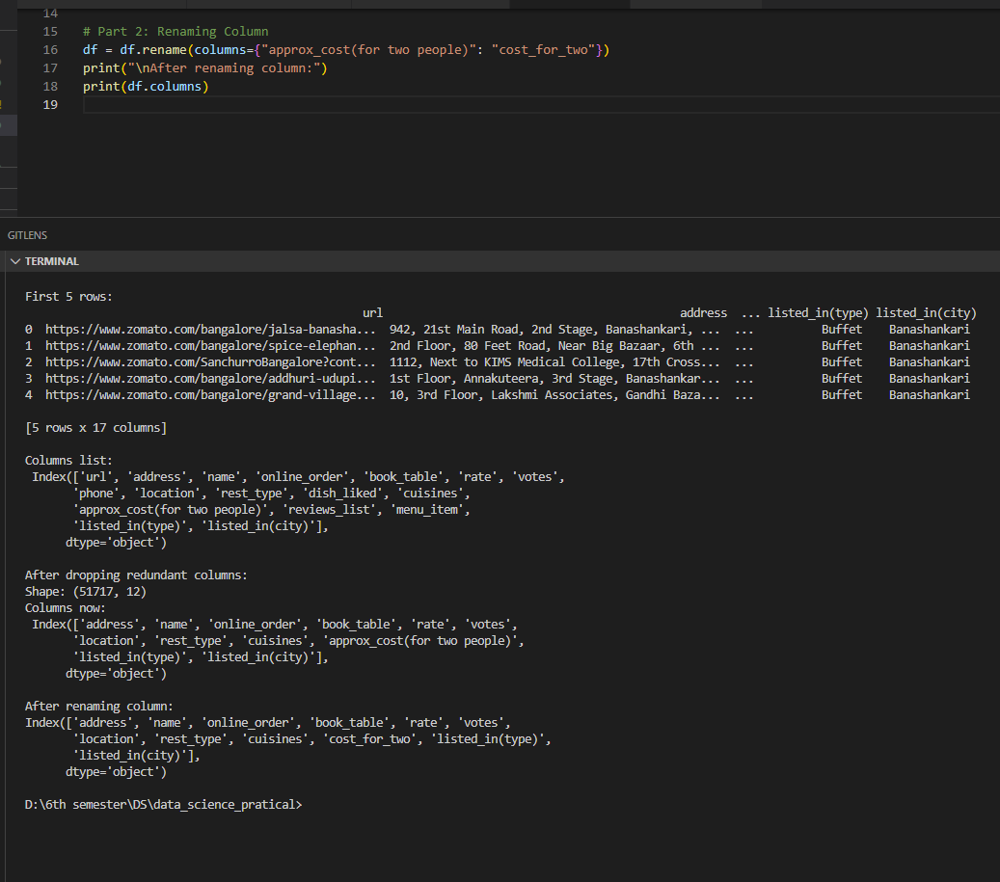 14
15 # Part 2: Renaming Column
16 df = df.rename(columns={"approx_cost(for two people)": "cost_for_two"})
17 print("\nAfter renaming column:")
18 print(df.columns)
19
GITLENS
TERMINAL
First 5 rows:
url address ... listed_in(type) listed_in(city)
0 https://www.zomato.com/bangalore/jalsa-banasha... 942, 21st Main Road, 2nd Stage, Banashankari, ... ... Buffet Banashankari
1 https://www.zomato.com/bangalore/spice-elephan... 2nd Floor, 80 Feet Road, Near Big Bazaar, 6th ... ... Buffet Banashankari
2 https://www.zomato.com/SanchurroBangalore?cont... 1112, Next to KIMS Medical College, 17th Cross... ... Buffet Banashankari
3 https://www.zomato.com/bangalore/addhuri-udupi... 1st Floor, Annakuteera, 3rd Stage, Banashankar... ... Buffet Banashankari
4 https://www.zomato.com/bangalore/grand-village... 10, 3rd Floor, Lakshmi Associates, Gandhi Baza... ... Buffet Banashankari
[5 rows x 17 columns]
Columns list:
Index(['url', 'address', 'name', 'online_order', 'book_table', 'rate', 'votes',
'phone', 'location', 'rest_type', 'dish_liked', 'cuisines',
'approx_cost(for two people)', 'reviews_list', 'menu_item',
'listed_in(type)', 'listed_in(city)'],
dtype='object')
After dropping redundant columns:
Shape: (51717, 12)
Columns now:
Index(['address', 'name', 'online_order', 'book_table', 'rate', 'votes',
'location', 'rest_type', 'cuisines', 'approx_cost(for two people)',
'listed_in(type)', 'listed_in(city)'],
dtype='object')
After renaming column:
Index(['address', 'name', 'online_order', 'book_table', 'rate', 'votes',
'location', 'rest_type', 'cuisines', 'cost_for_two', 'listed_in(type)',
'listed_in(city)'],
dtype='object')
D:\6th semester\DS\data_science_pratical>